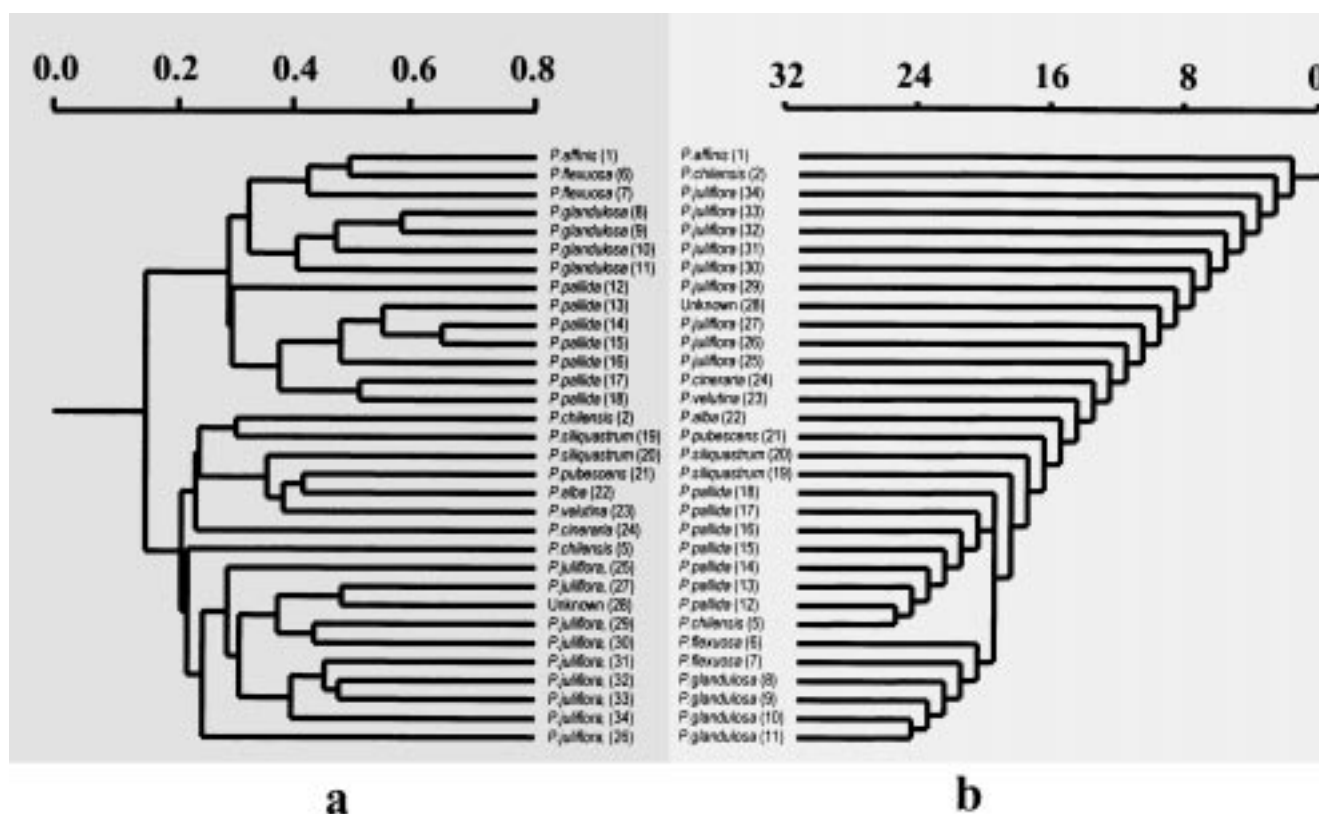 0.0 0.2 0.4 0.6 0.8
32 24 16 8 0
P.affinis (1)
P.flexuosa (6)
P.flexuosa (7)
P.glandulosa (8)
P.glandulosa (9)
P.glandulosa (10)
P.glandulosa (11)
P.pallida (12)
P.pallida (13)
P.pallida (14)
P.pallida (15)
P.pallida (16)
P.pallida (17)
P.pallida (18)
P.chilensis (2)
P.siliquastrum (19)
P.siliquastrum (20)
P.pubescens (21)
P.alba (22)
P.velutina (23)
P.cineraria (24)
P.chilensis (5)
P.juliflora, (25)
P.juliflora, (27)
Unknown (28)
P.juliflora, (29)
P.juliflora, (30)
P.juliflora, (31)
P.juliflora, (32)
P.juliflora, (33)
P.juliflora, (34)
P.juliflora, (26)
P.affinis (1)
P.chilensis (2)
P.juliflora (34)
P.juliflora (33)
P.juliflora (32)
P.juliflora (31)
P.juliflora (30)
P.juliflora (29)
Unknown (28)
P.juliflora (27)
P.juliflora (26)
P.juliflora (25)
P.cineraria (24)
P.velutina (23)
P.alba (22)
P.pubescens (21)
P.siliquastrum (20)
P.siliquastrum (19)
P.pallida (18)
P.pallida (17)
P.pallida (16)
P.pallida (15)
P.pallida (14)
P.pallida (13)
P.pallida (12)
P.chilensis (5)
P.flexuosa (6)
P.flexuosa (7)
P.glandulosa (8)
P.glandulosa (9)
P.glandulosa (10)
P.glandulosa (11)
a
b